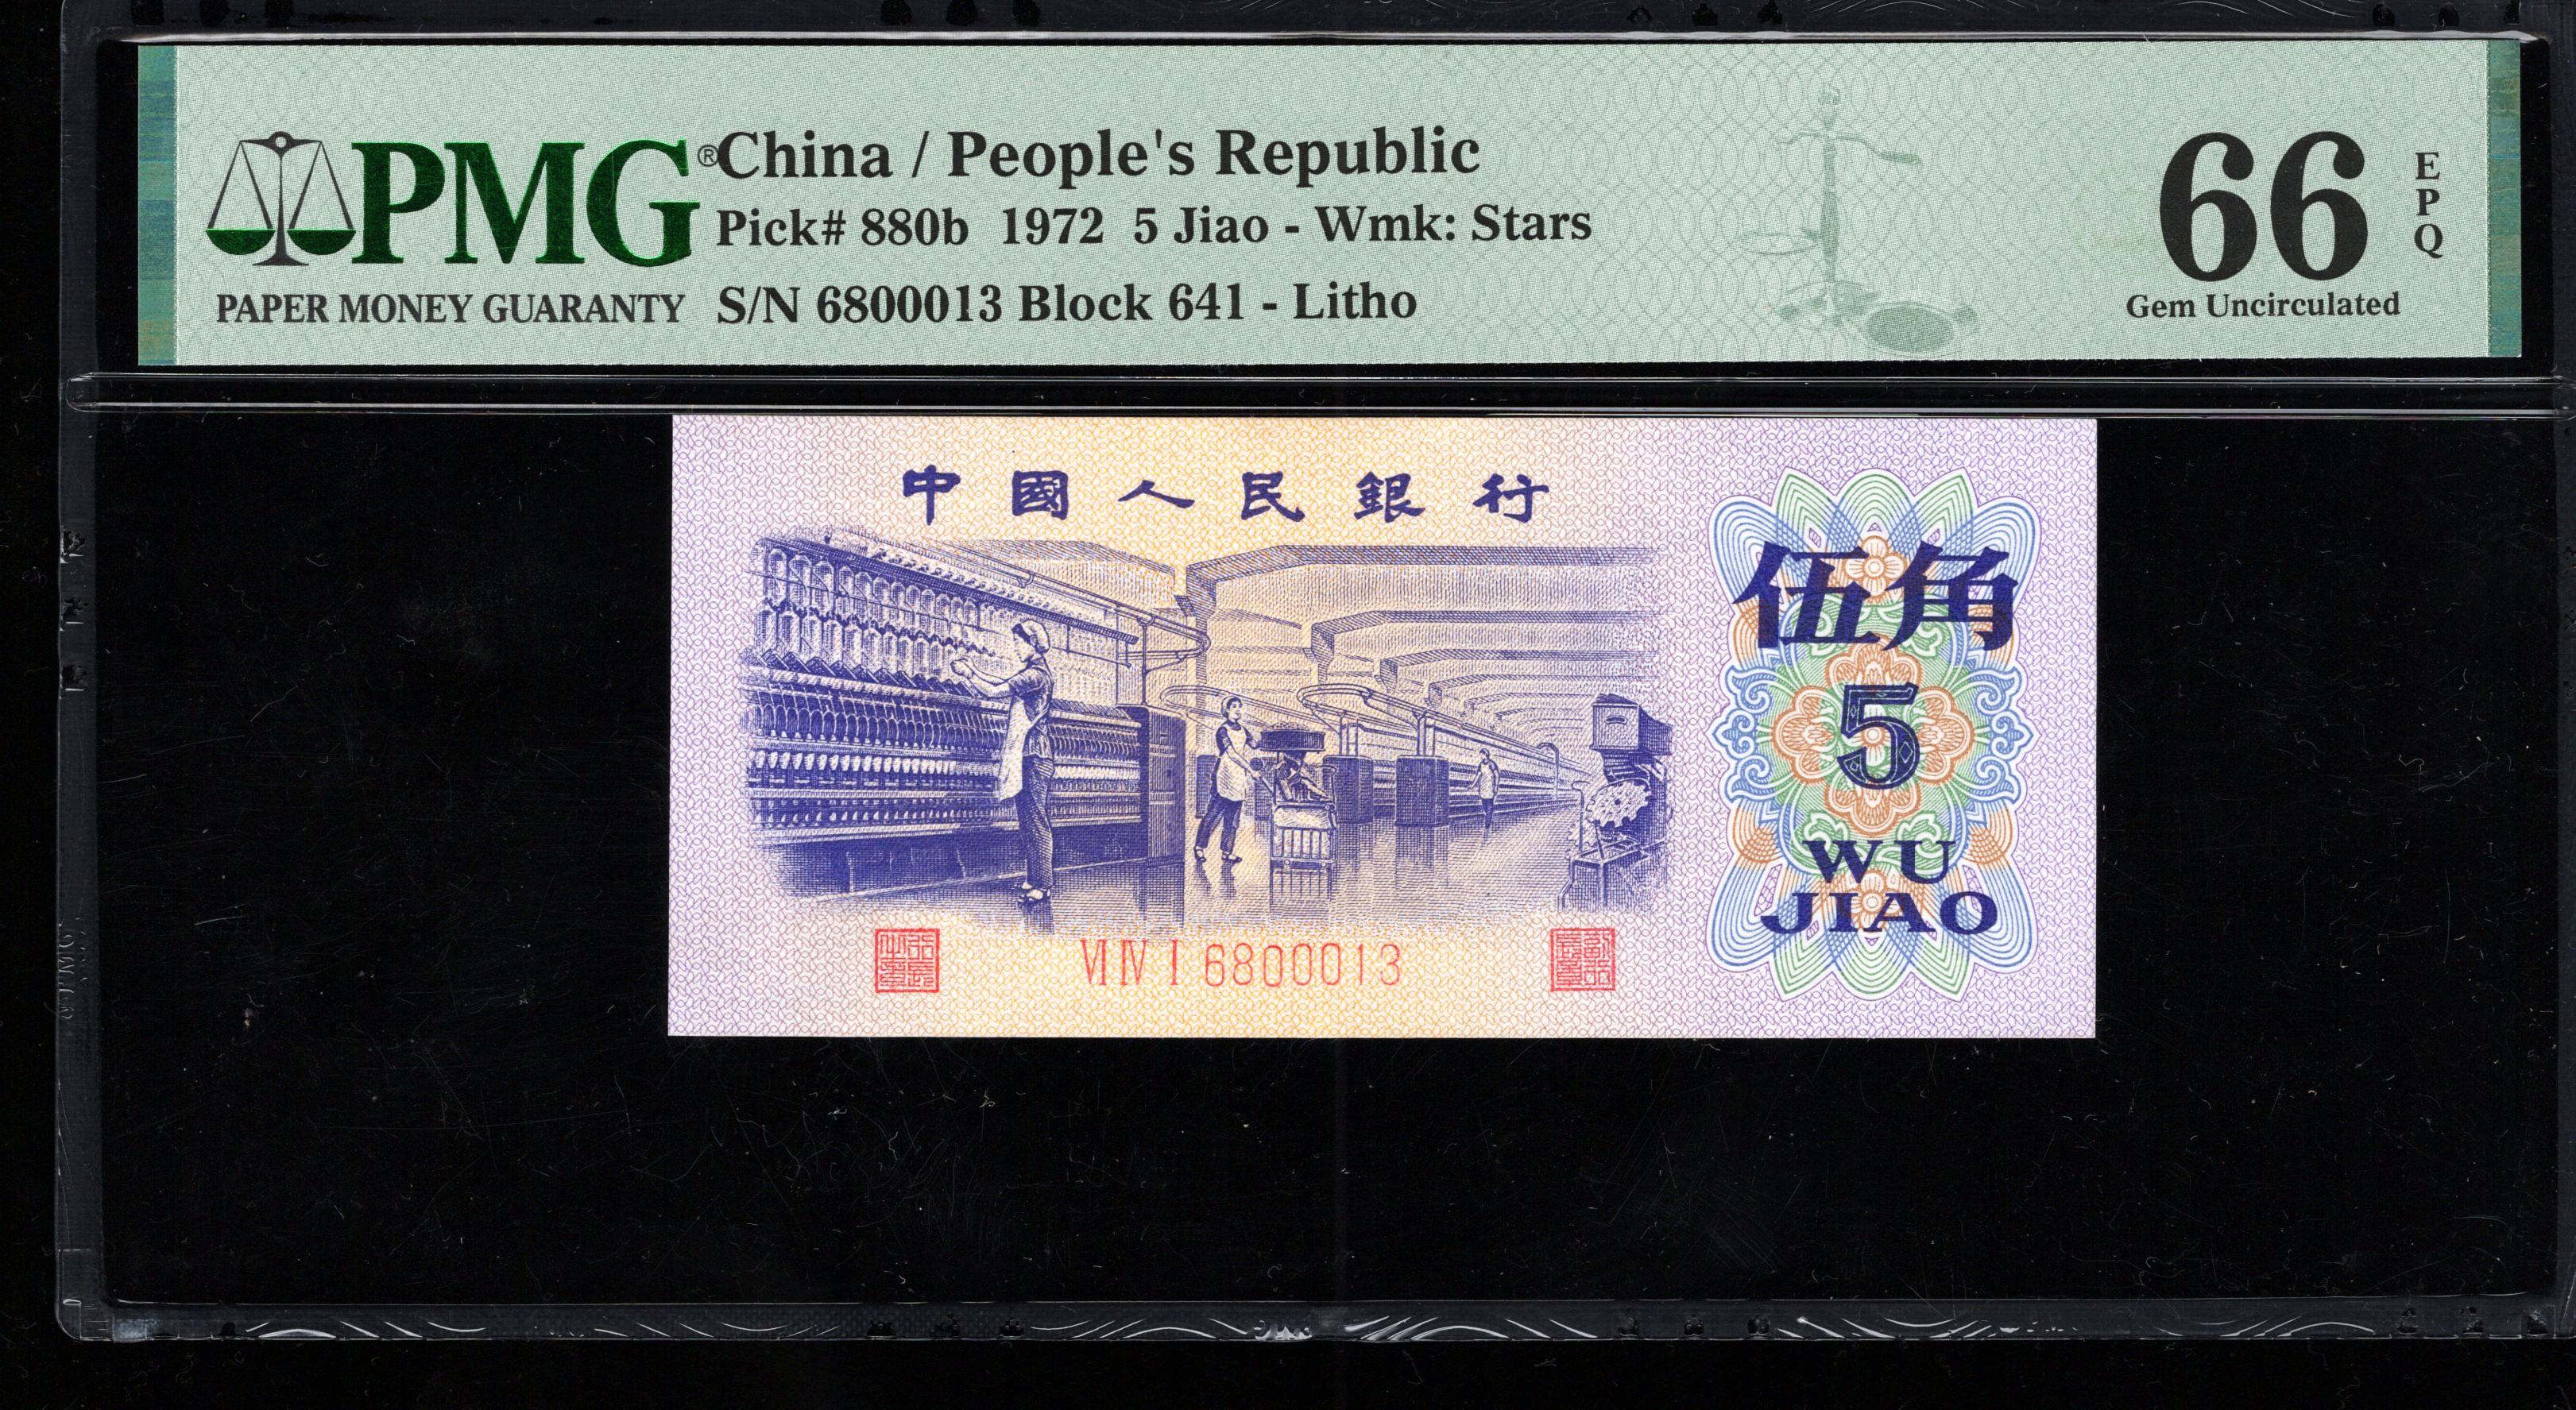 PMG®
PAPER MONEY GUARANTY
China / People's Republic
Pick# 880b 1972 5 Jiao - Wmk: Stars
S/N 6800013 Block 641 - Litho
66
EPQ
Gem Uncirculated
中國人民銀行
伍角
5
WU
JIAO
VI IV I 6800013